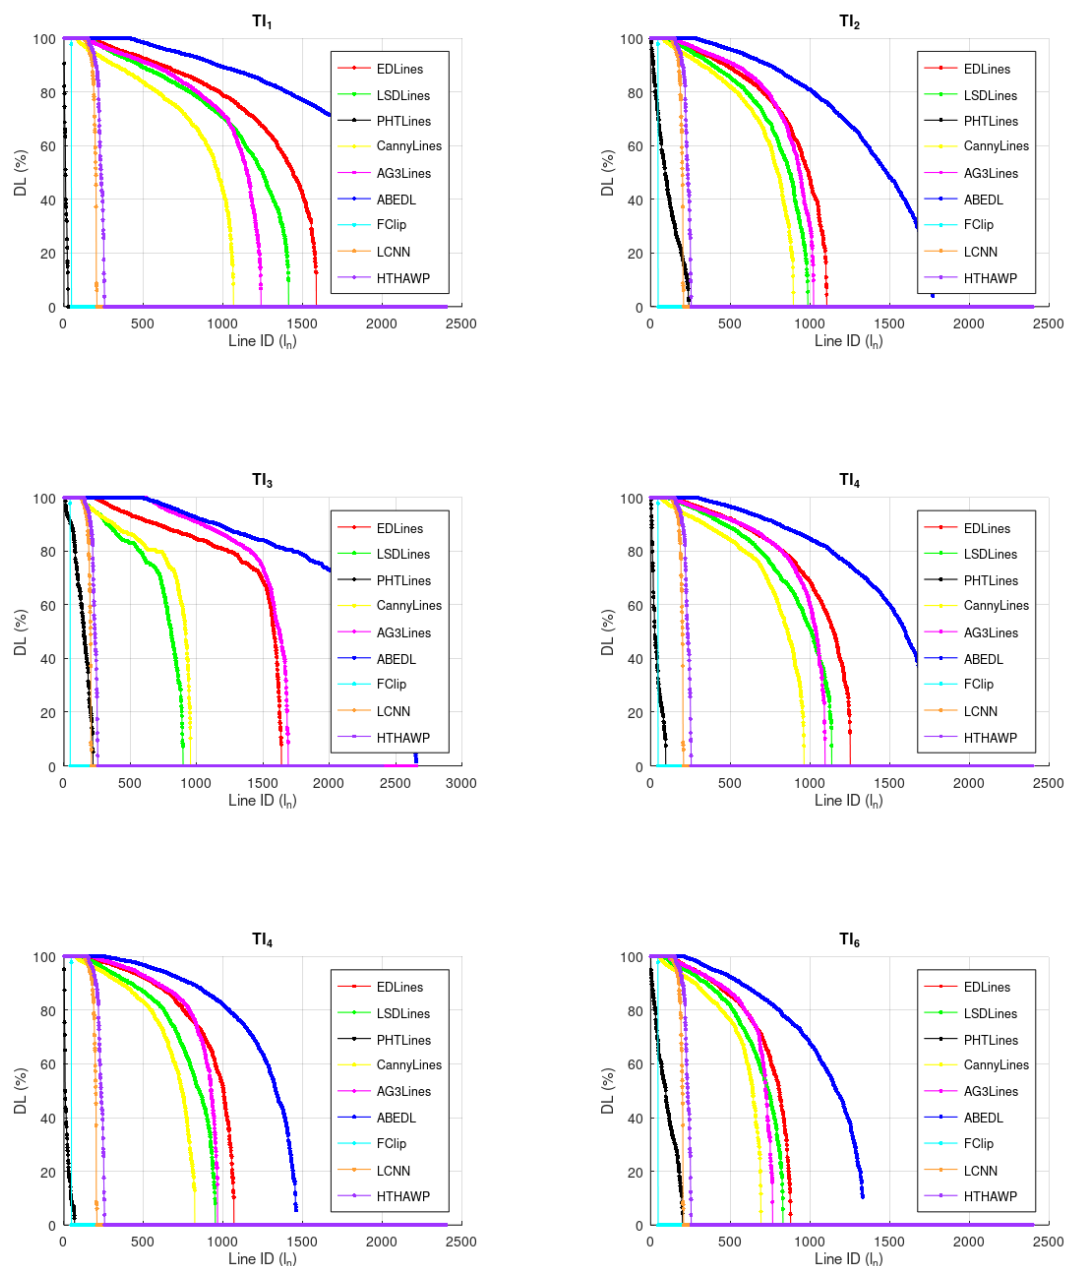 TI1
100
80
60
40
20
0
DL (%)
0 500 1000 1500 2000 2500
Line ID (ln)
EDLines
LSDLines
PHTLines
CannyLines
AG3Lines
ABEDL
FClip
LCNN
HTHAWP
TI2
100
80
60
40
20
0
DL (%)
0 500 1000 1500 2000 2500
Line ID (ln)
EDLines
LSDLines
PHTLines
CannyLines
AG3Lines
ABEDL
FClip
LCNN
HTHAWP
TI3
100
80
60
40
20
0
DL (%)
0 500 1000 1500 2000 2500 3000
Line ID (ln)
EDLines
LSDLines
PHTLines
CannyLines
AG3Lines
ABEDL
FClip
LCNN
HTHAWP
TI4
100
80
60
40
20
0
DL (%)
0 500 1000 1500 2000 2500
Line ID (ln)
EDLines
LSDLines
PHTLines
CannyLines
AG3Lines
ABEDL
FClip
LCNN
HTHAWP
TI4
100
80
60
40
20
0
DL (%)
0 500 1000 1500 2000 2500
Line ID (ln)
EDLines
LSDLines
PHTLines
CannyLines
AG3Lines
ABEDL
FClip
LCNN
HTHAWP
TI6
100
80
60
40
20
0
DL (%)
0 500 1000 1500 2000 2500
Line ID (ln)
EDLines
LSDLines
PHTLines
CannyLines
AG3Lines
ABEDL
FClip
LCNN
HTHAWP